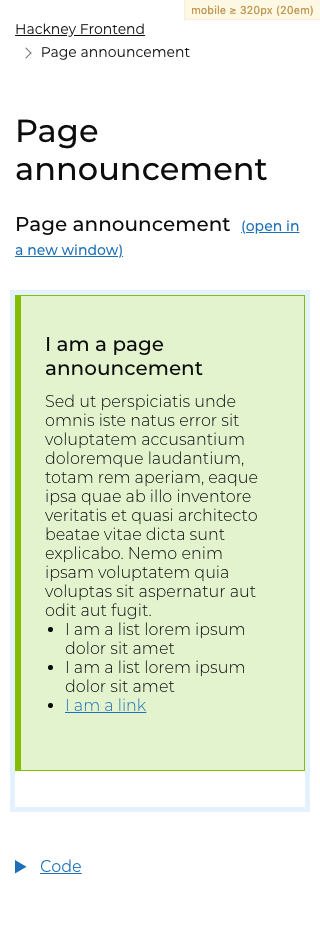 mobile ≥ 320px (20em)
Hackney Frontend
Page announcement
Page
announcement
Page announcement (open in
a new window)
I am a page
announcement
Sed ut perspiciatis unde
omnis iste natus error sit
voluptatem accusantium
doloremque laudantium,
totam rem aperiam, eaque
ipsa quae ab illo inventore
veritatis et quasi architecto
beatae vitae dicta sunt
explicabo. Nemo enim
ipsam voluptatem quia
voluptas sit aspernatur aut
odit aut fugit.
I am a list lorem ipsum
dolor sit amet
I am a list lorem ipsum
dolor sit amet
I am a link
Code